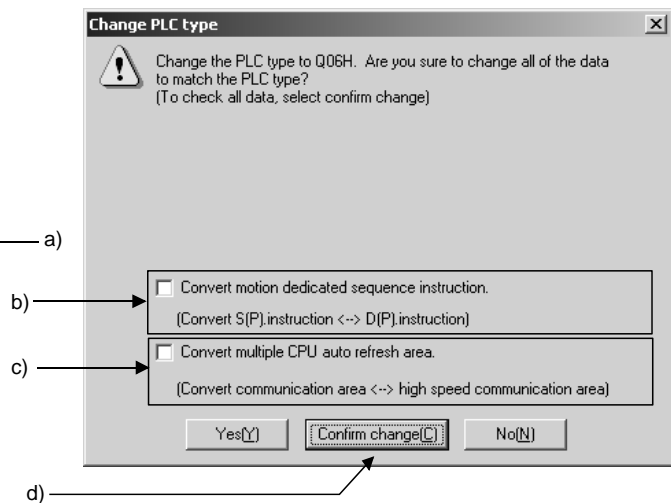 Change PLC type
Change the PLC type to Q06H. Are you sure to change all of the data
to match the PLC type?
(To check all data, select confirm change)
a)
b)
Convert motion dedicated sequence instruction.
(Convert S(P).instruction <--> D(P).instruction)
c)
Convert multiple CPU auto refresh area.
(Convert communication area <--> high speed communication area)
Yes(Y) Confirm change(C) No(N)
d)